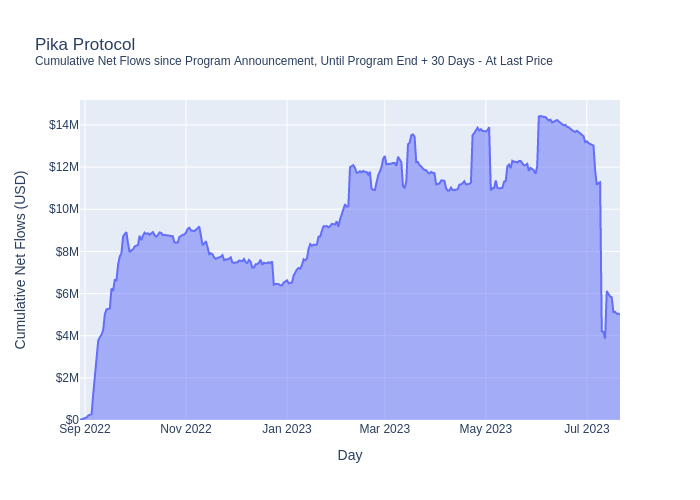 Pika Protocol
Cumulative Net Flows since Program Announcement, Until Program End + 30 Days - At Last Price
Cumulative Net Flows (USD)
$14M
$12M
$10M
$8M
$6M
$4M
$2M
$0
Sep 2022
Nov 2022
Jan 2023
Mar 2023
May 2023
Jul 2023
Day